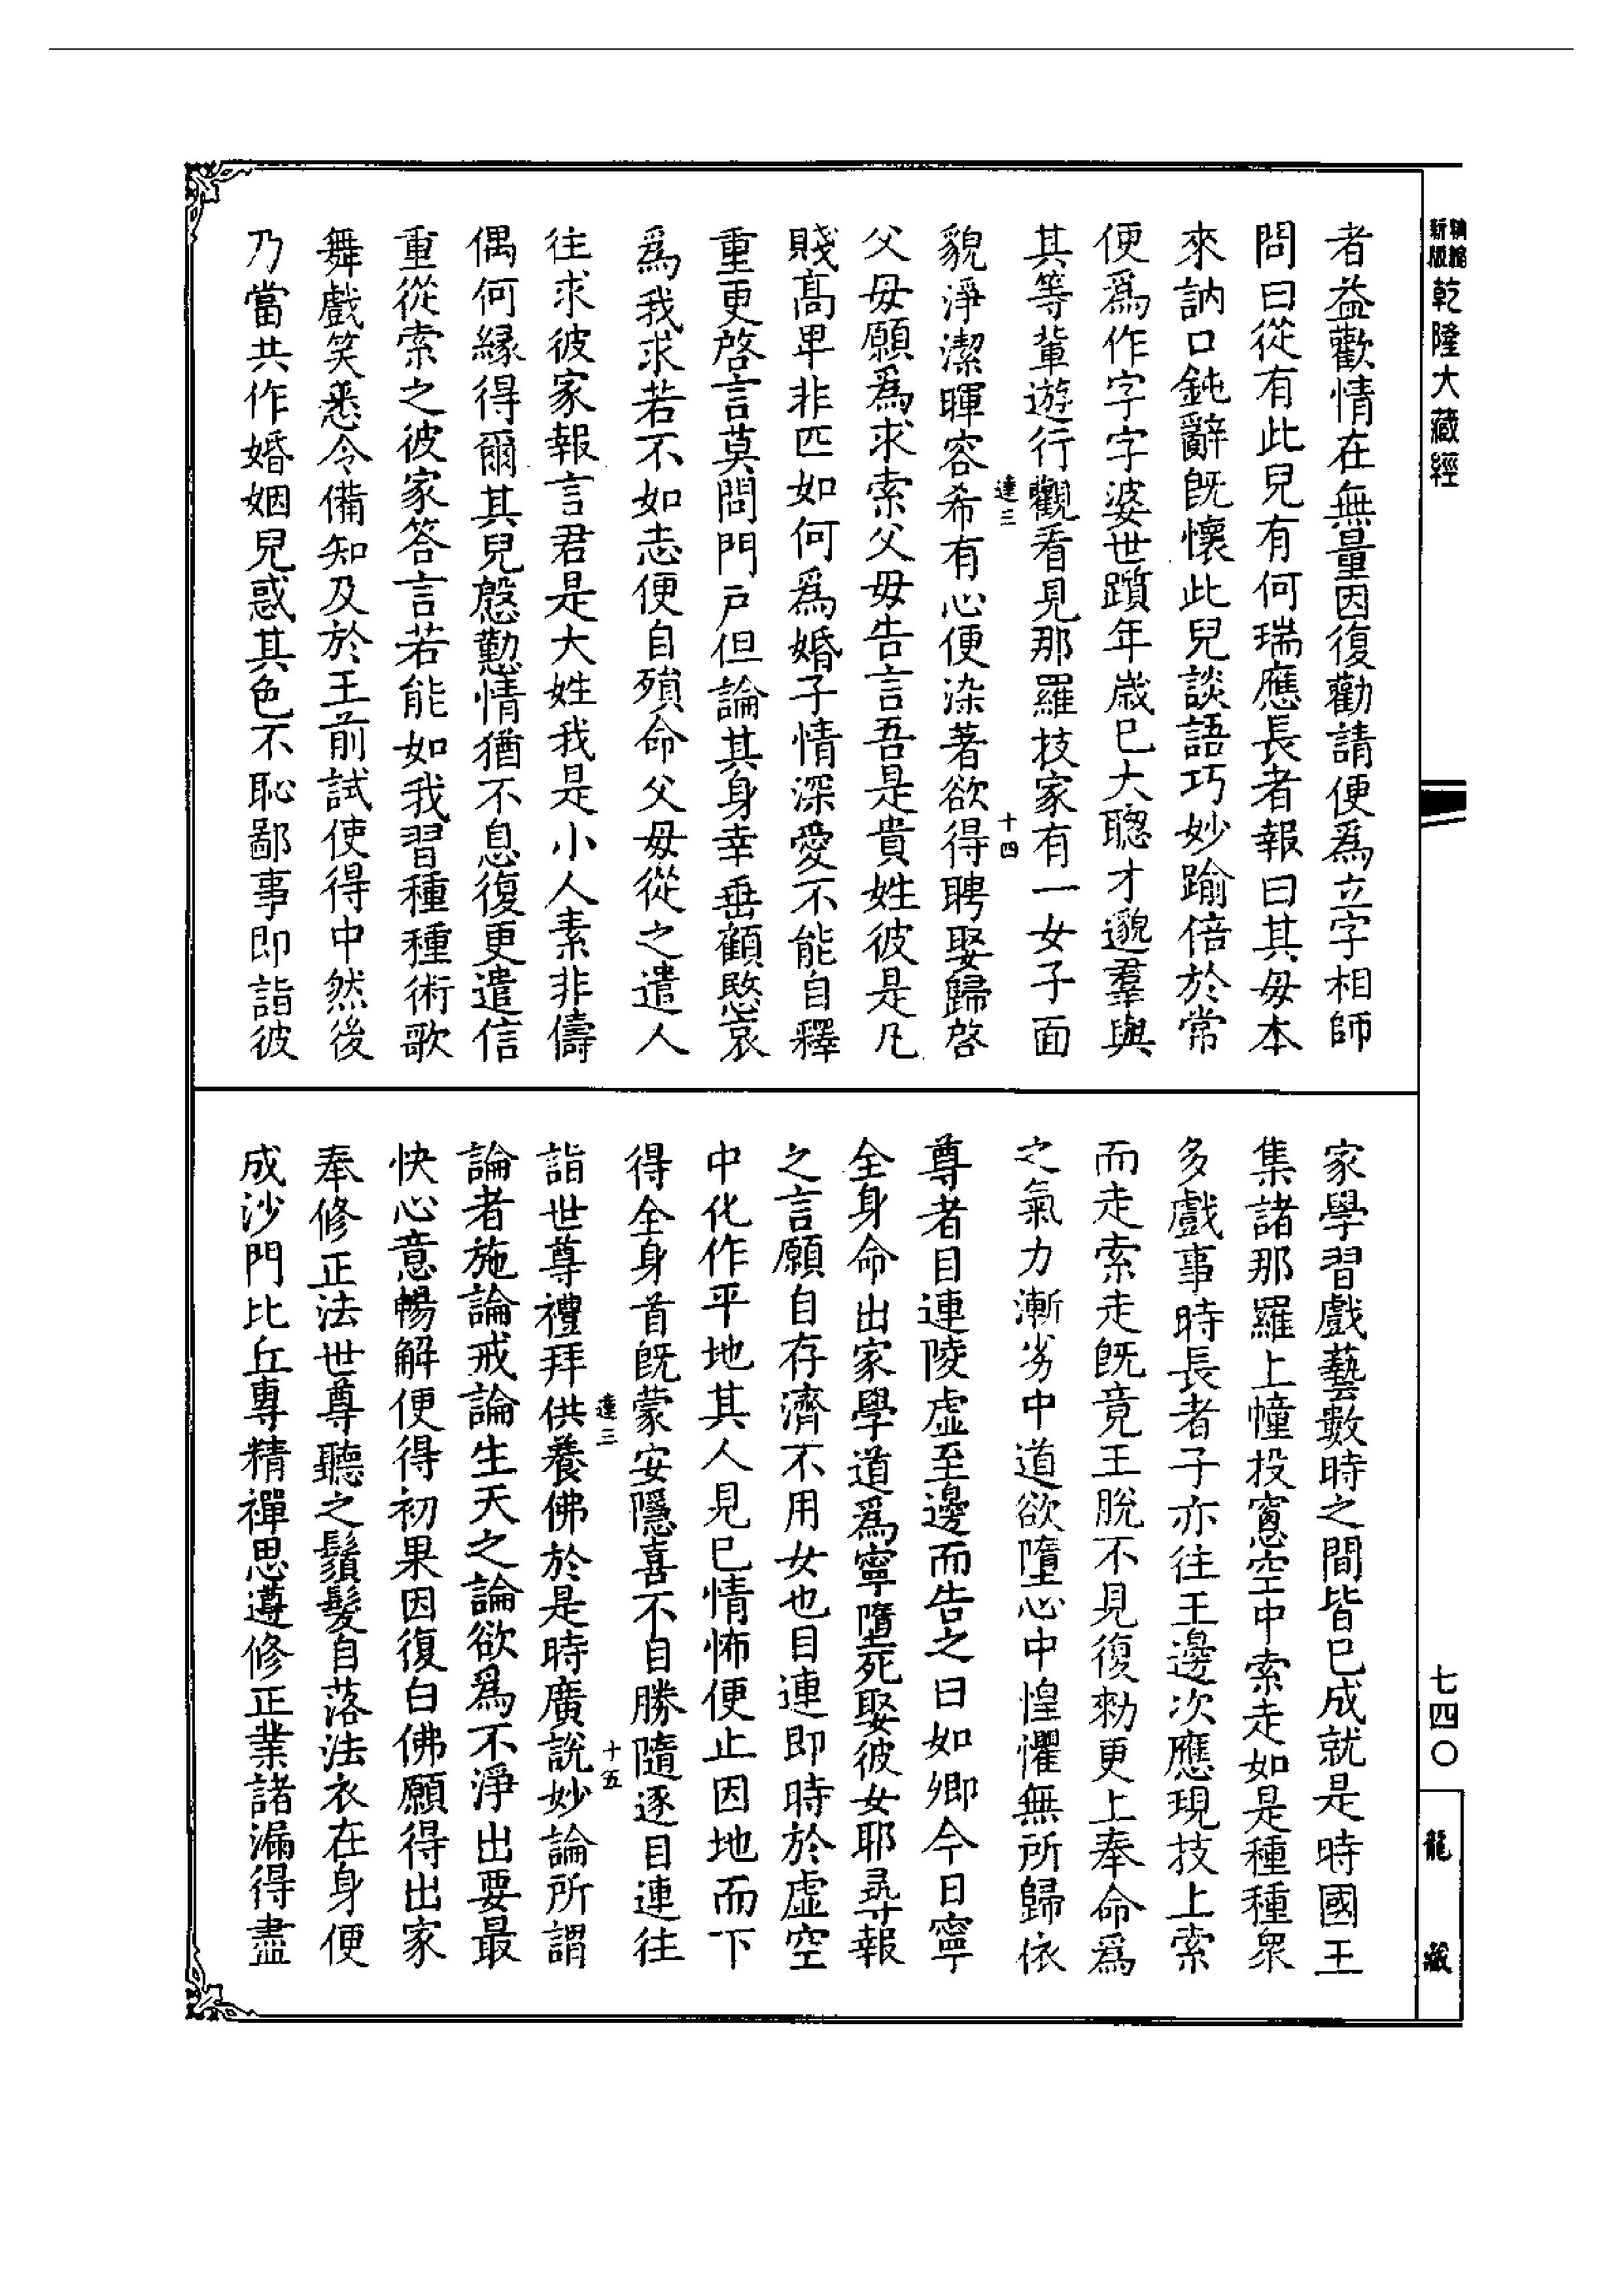 新版
乾隆大藏經
者益歡情在無量因復勸請便爲立字相師
問曰從有此兒有何瑞應長者報曰其毋本
來訥口鈍辭旣懷此兒談語巧妙踰倍於常
便爲作字字婆世躓年歲巳大聰才邈羣與
其等輩遊行觀看見那羅技家有一女子面
貌淨潔暉容希有心便染著欲得聘娶歸啓
達三
十四
父毋願爲求索父毋告言吾是貴姓彼是凡
賤高卑非匹如何爲婚子情深愛不能自釋
重更啓言莫問門戸但論其身幸垂顧愍哀
爲我求若不如志便自殞命父毋從之遣人
往求彼家報言君是大姓我是小人素非儔
偶何緣得爾其兒慇懃情猶不息復更遣信
重從索之彼家答言若能如我習種種術歌
舞戲笑悉令備知及於王前試使得中然後
乃當共作婚姻兒惑其色不恥鄙事即詣彼
家學習戲藝數時之間皆巳成就是時國王
集諸那羅上幢投窻空中索走如是種種衆
多戲事時長者子亦往王邊次應現技上索
而走索走旣竟王脫不見復勑更上奉命爲
之氣力漸劣中道欲墮心中惶懼無所歸依
尊者目連陵虛至邊而告之曰如卿今日寧
全身命出家學道爲寧墮死娶彼女耶尋報
之言願自存濟不用女也目連即時於虛空
中化作平地其人見巳情怖便止因地而下
得全身首旣蒙安隱喜不自勝隨逐目連往
達三
十五
詣世尊禮拜供養佛於是時廣說妙論所謂
論者施論戒論生天之論欲爲不淨出要最
快心意暢解便得初果因復白佛願得出家
奉修正法世尊聽之鬚髮自落法衣在身便
成沙門比丘專精禪思遵修正業諸漏得盡
七四〇
龍藏